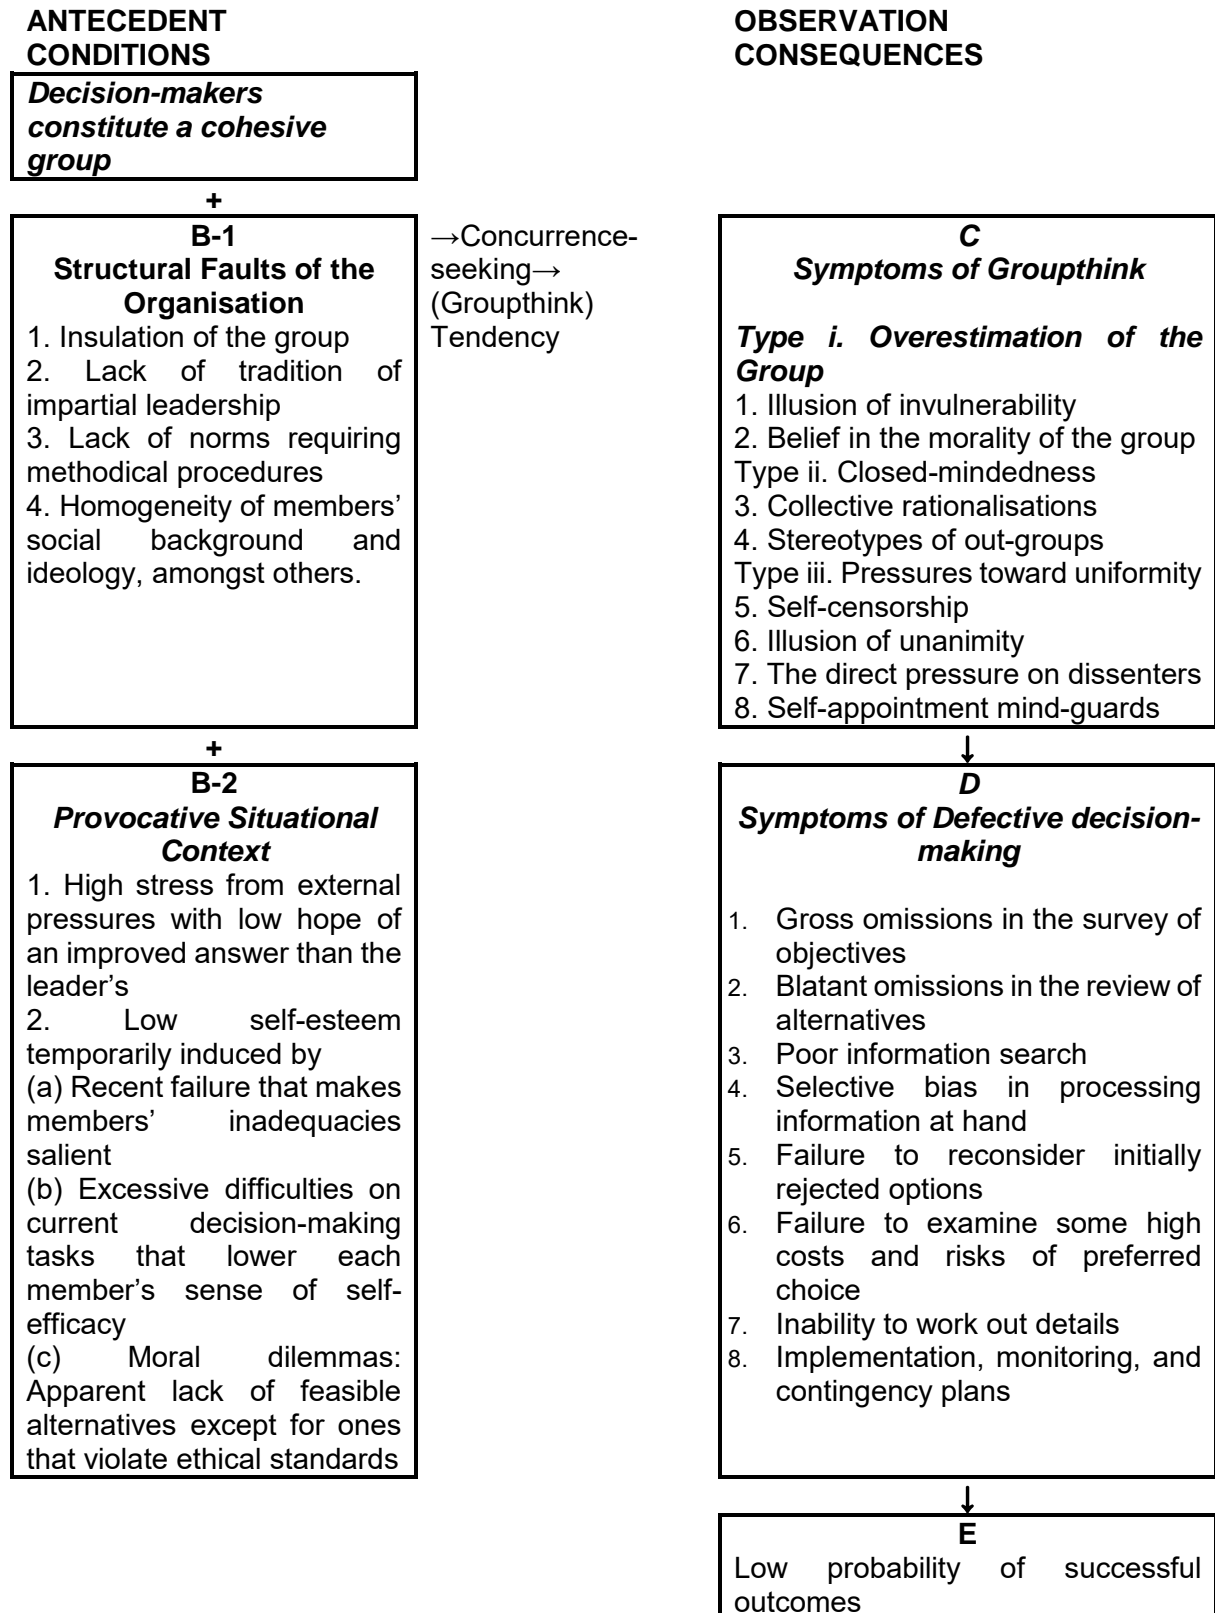 ANTECEDENT
CONDITIONS
OBSERVATION
CONSEQUENCES
Decision-makers
constitute a cohesive
group
+
B-1
Structural Faults of the
Organisation
1. Insulation of the group
2. Lack of tradition of
impartial leadership
3. Lack of norms requiring
methodical procedures
4. Homogeneity of members’
social background and
ideology, amongst others.
→Concurrence-
seeking→
(Groupthink)
Tendency
C
Symptoms of Groupthink
Type i. Overestimation of the
Group
1. Illusion of invulnerability
2. Belief in the morality of the group
Type ii. Closed-mindedness
3. Collective rationalisations
4. Stereotypes of out-groups
Type iii. Pressures toward uniformity
5. Self-censorship
6. Illusion of unanimity
7. The direct pressure on dissenters
8. Self-appointment mind-guards
+
↓
B-2
Provocative Situational
Context
1. High stress from external
pressures with low hope of
an improved answer than the
leader’s
2. Low self-esteem
temporarily induced by
(a) Recent failure that makes
members’ inadequacies
salient
(b) Excessive difficulties on
current decision-making
tasks that lower each
member’s sense of self-
efficacy
(c) Moral dilemmas:
Apparent lack of feasible
alternatives except for ones
that violate ethical standards
D
Symptoms of Defective decision-
making
1. Gross omissions in the survey of
objectives
2. Blatant omissions in the review of
alternatives
3. Poor information search
4. Selective bias in processing
information at hand
5. Failure to reconsider initially
rejected options
6. Failure to examine some high
costs and risks of preferred
choice
7. Inability to work out details
8. Implementation, monitoring, and
contingency plans
↓
E
Low probability of successful
outcomes